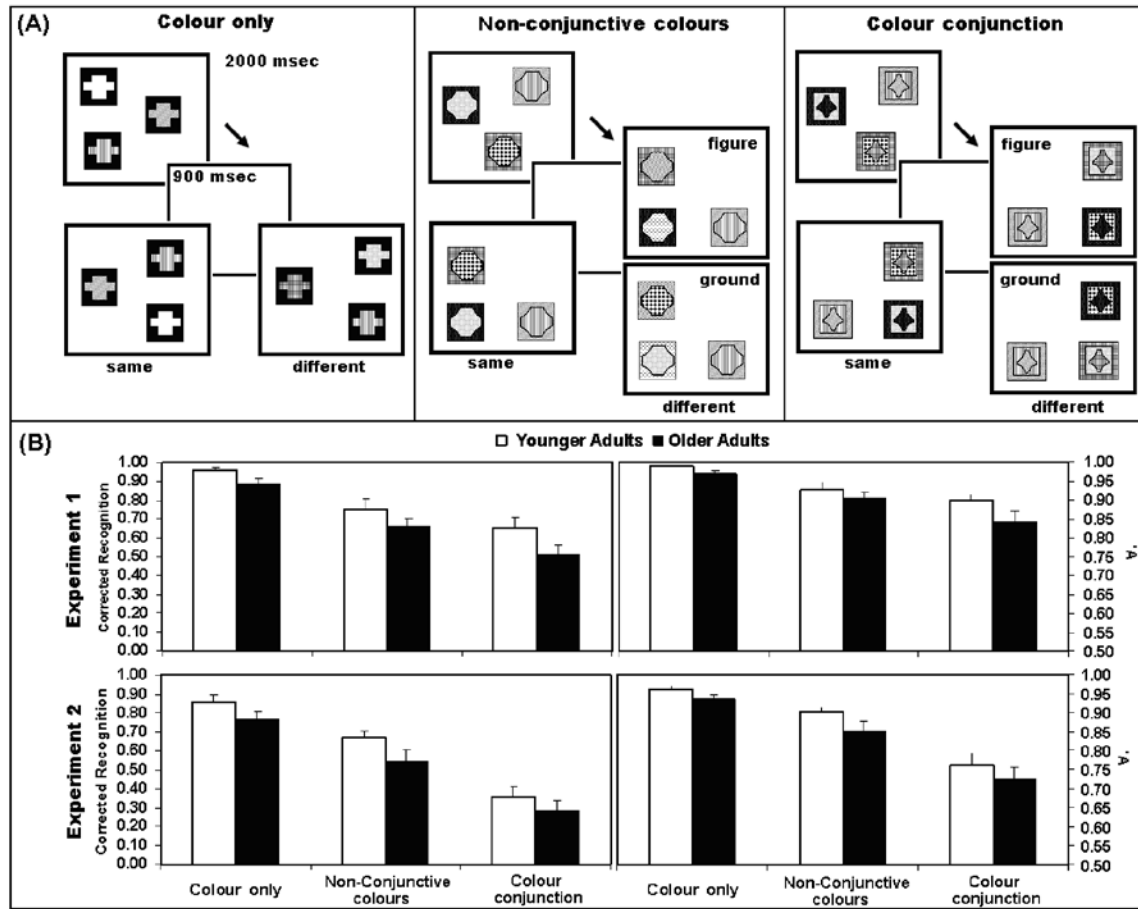 (A)
Colour only
Non-conjunctive colours
Colour conjunction
2000 msec
900 msec
same
different
figure
ground
same
different
figure
ground
same
different
(B)
Younger Adults
Older Adults
Experiment 1
Corrected Recognition
1.00
0.90
0.80
0.70
0.60
0.50
0.40
0.30
0.20
0.10
0.00
1.00
0.95
0.90
0.85
0.80
0.75
0.70
0.65
0.60
0.55
0.50
A'
Experiment 2
Corrected Recognition
1.00
0.90
0.80
0.70
0.60
0.50
0.40
0.30
0.20
0.10
0.00
1.00
0.95
0.90
0.85
0.80
0.75
0.70
0.65
0.60
0.55
0.50
A'
Colour only
Non-Conjunctive
colours
Colour
conjunction
Colour only
Non-Conjunctive
colours
Colour
conjunction